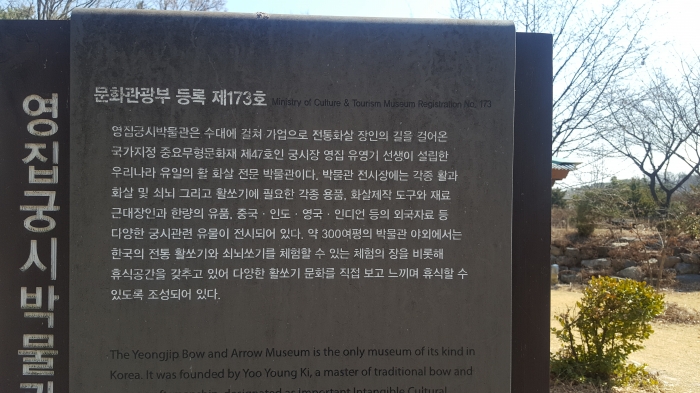 영집궁시박물관
문화관광부 등록 제173호 Ministry of Culture & Tourism Museums Registration No. 173
영집궁시박물관은 수대에 걸쳐 가업으로 전통화살 장인의 길을 걸어온
국가지정 중요무형문화재 제47호인 궁시장 영집 유영기 선생이 설립한
우리나라 유일의 활 화살 전문 박물관이다. 박물관 전시장에는 각종 활과
화살 및 쇠뇌 그리고 활쏘기에 필요한 각종 용품, 화살제작 도구와 재료
근대장인과 한량의 유품, 중국 · 인도 · 영국 · 인디언 등의 외국자료 등
다양한 궁시관련 유물이 전시되어 있다. 약 300여평의 박물관 야외에서는
한국의 전통 활쏘기와 쇠뇌쏘기를 체험할 수 있는 체험의 장을 비롯해
휴식공간을 갖추고 있어 다양한 활쏘기 문화를 직접 보고 느끼며 휴식할 수
있도록 조성되어 있다.
The Yeongjip Bow and Arrow Museum is the only museum of its kind in
Korea. It was founded by Yoo Young Ki, a master of traditional bow and
designated as Important Intangible Cultural